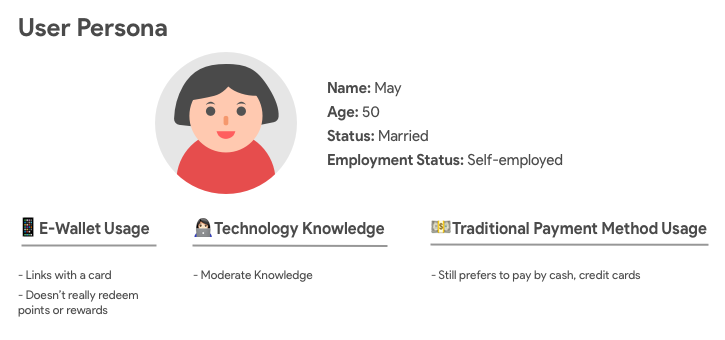 User Persona
Name: May
Age: 50
Status: Married
Employment Status: Self-employed
E-Wallet Usage
- Links with a card
- Doesn't really redeem
points or rewards
Technology Knowledge
- Moderate Knowledge
Traditional Payment Method Usage
- Still prefers to pay by cash, credit cards